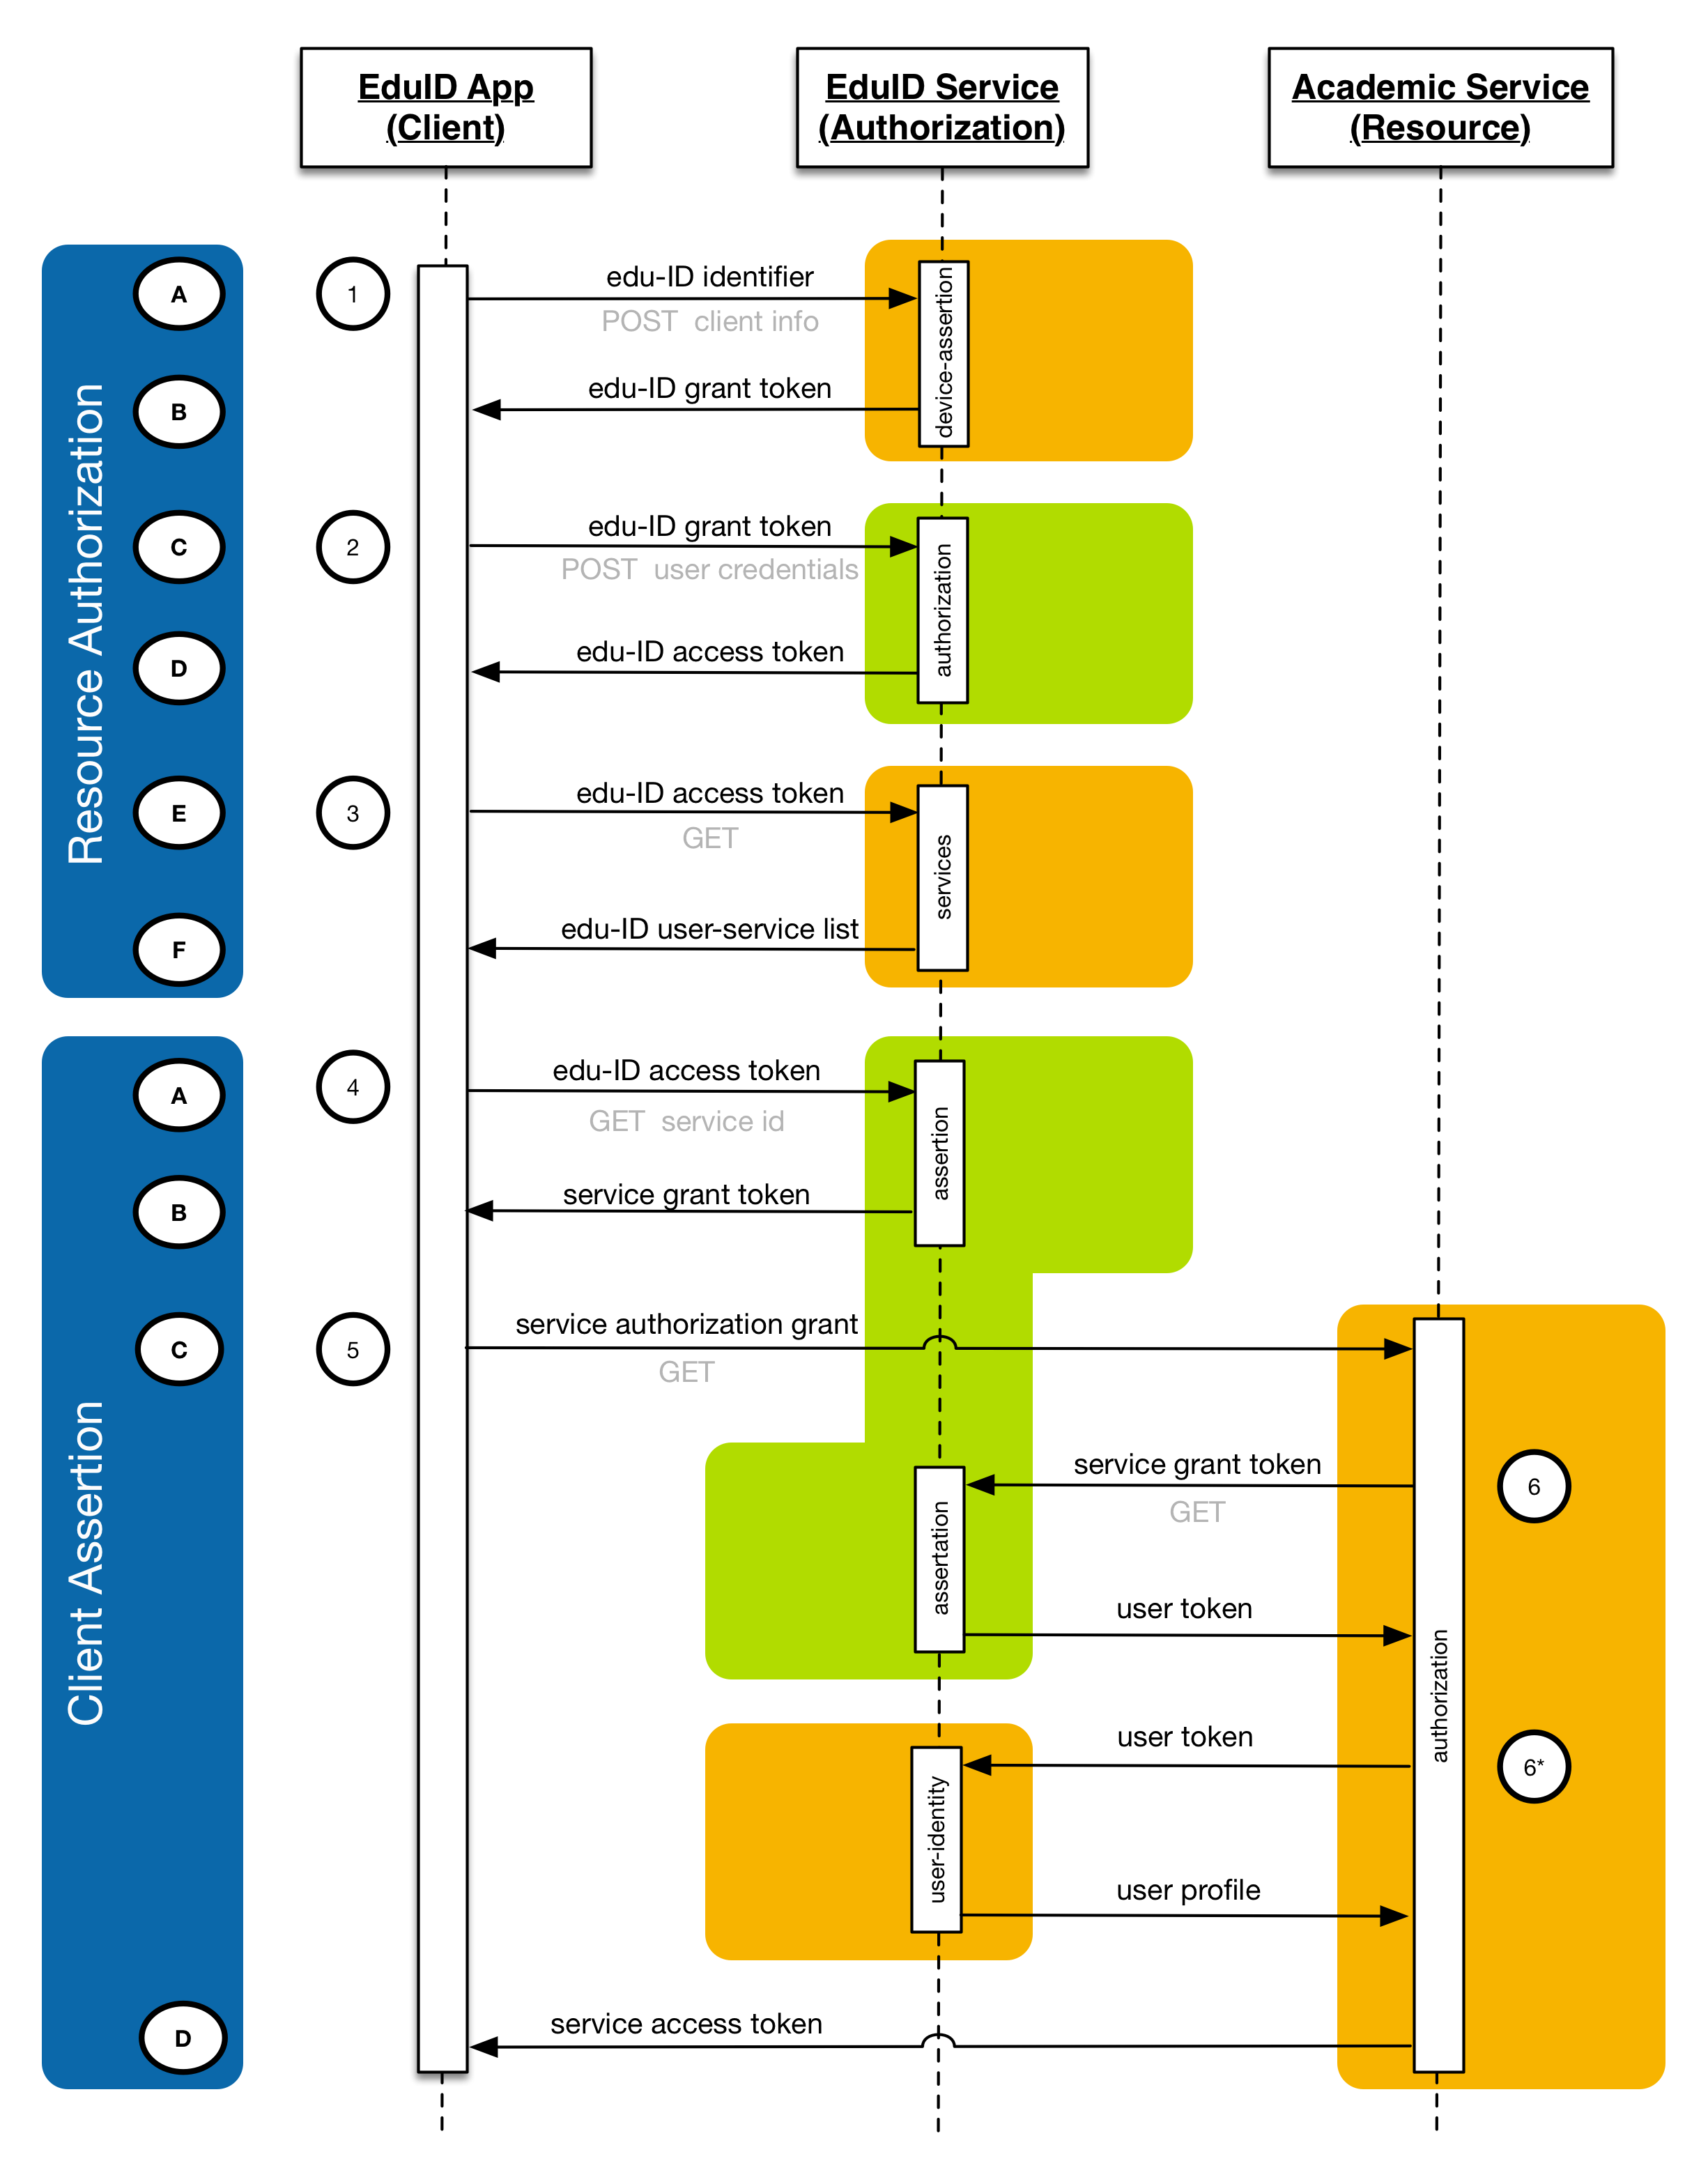 EduID App
(Client)
EduID Service
(Authorization)
Academic Service
(Resource)
Resource Authorization
A
1
edu-ID identifier
POST client info
device-assertion
B
edu-ID grant token
C
2
edu-ID grant token
POST user credentials
authorization
D
edu-ID access token
E
3
edu-ID access token
GET
services
F
edu-ID user-service list
Client Assertion
A
4
edu-ID access token
GET service id
assertion
B
service grant token
C
5
service authorization grant
GET
authorization
service grant token
GET
6
assertation
user token
user token
6*
user-identity
user profile
D
service access token